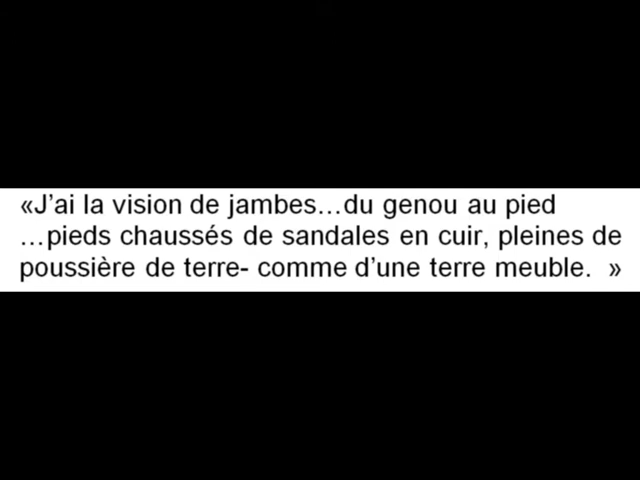 «J’ai la vision de jambes…du genou au pied
…pieds chaussés de sandales en cuir, pleines de
poussière de terre- comme d’une terre meuble.  »